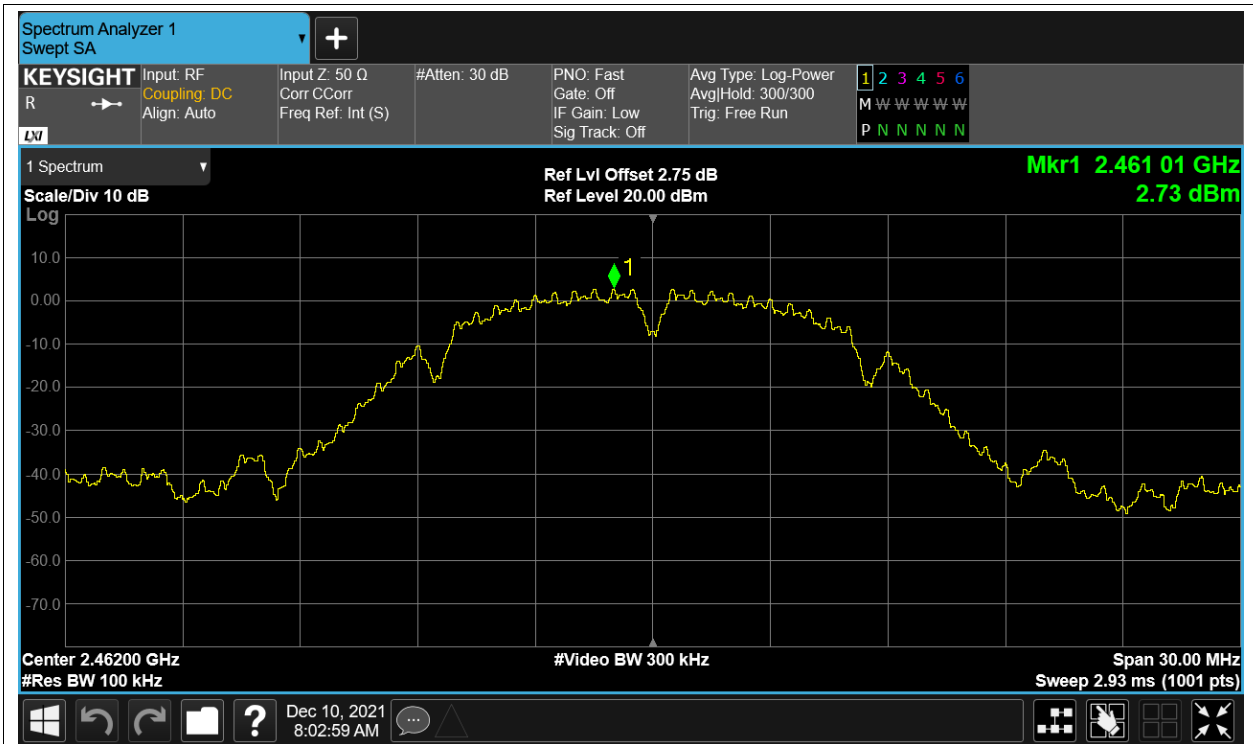 Spectrum Analyzer 1
Swept SA
KEYSIGHT
R
LXI
Input: RF
Coupling: DC
Align: Auto
Input Z: 50 Ω
Corr CCorr
Freq Ref: Int (S)
#Atten: 30 dB
PNO: Fast
Gate: Off
IF Gain: Low
Sig Track: Off
Avg Type: Log-Power
Avg|Hold: 300/300
Trig: Free Run
1 2 3 4 5 6
M W W W W W
P N N N N N
1 Spectrum
Scale/Div 10 dB
Log
Ref Lvl Offset 2.75 dB
Ref Level 20.00 dBm
Mkr1 2.461 01 GHz
2.73 dBm
10.0
1
0.00
-10.0
-20.0
-30.0
-40.0
-50.0
-60.0
-70.0
Center 2.46200 GHz
#Video BW 300 kHz
Span 30.00 MHz
#Res BW 100 kHz
Sweep 2.93 ms (1001 pts)
?
Dec 10, 2021
8:02:59 AM